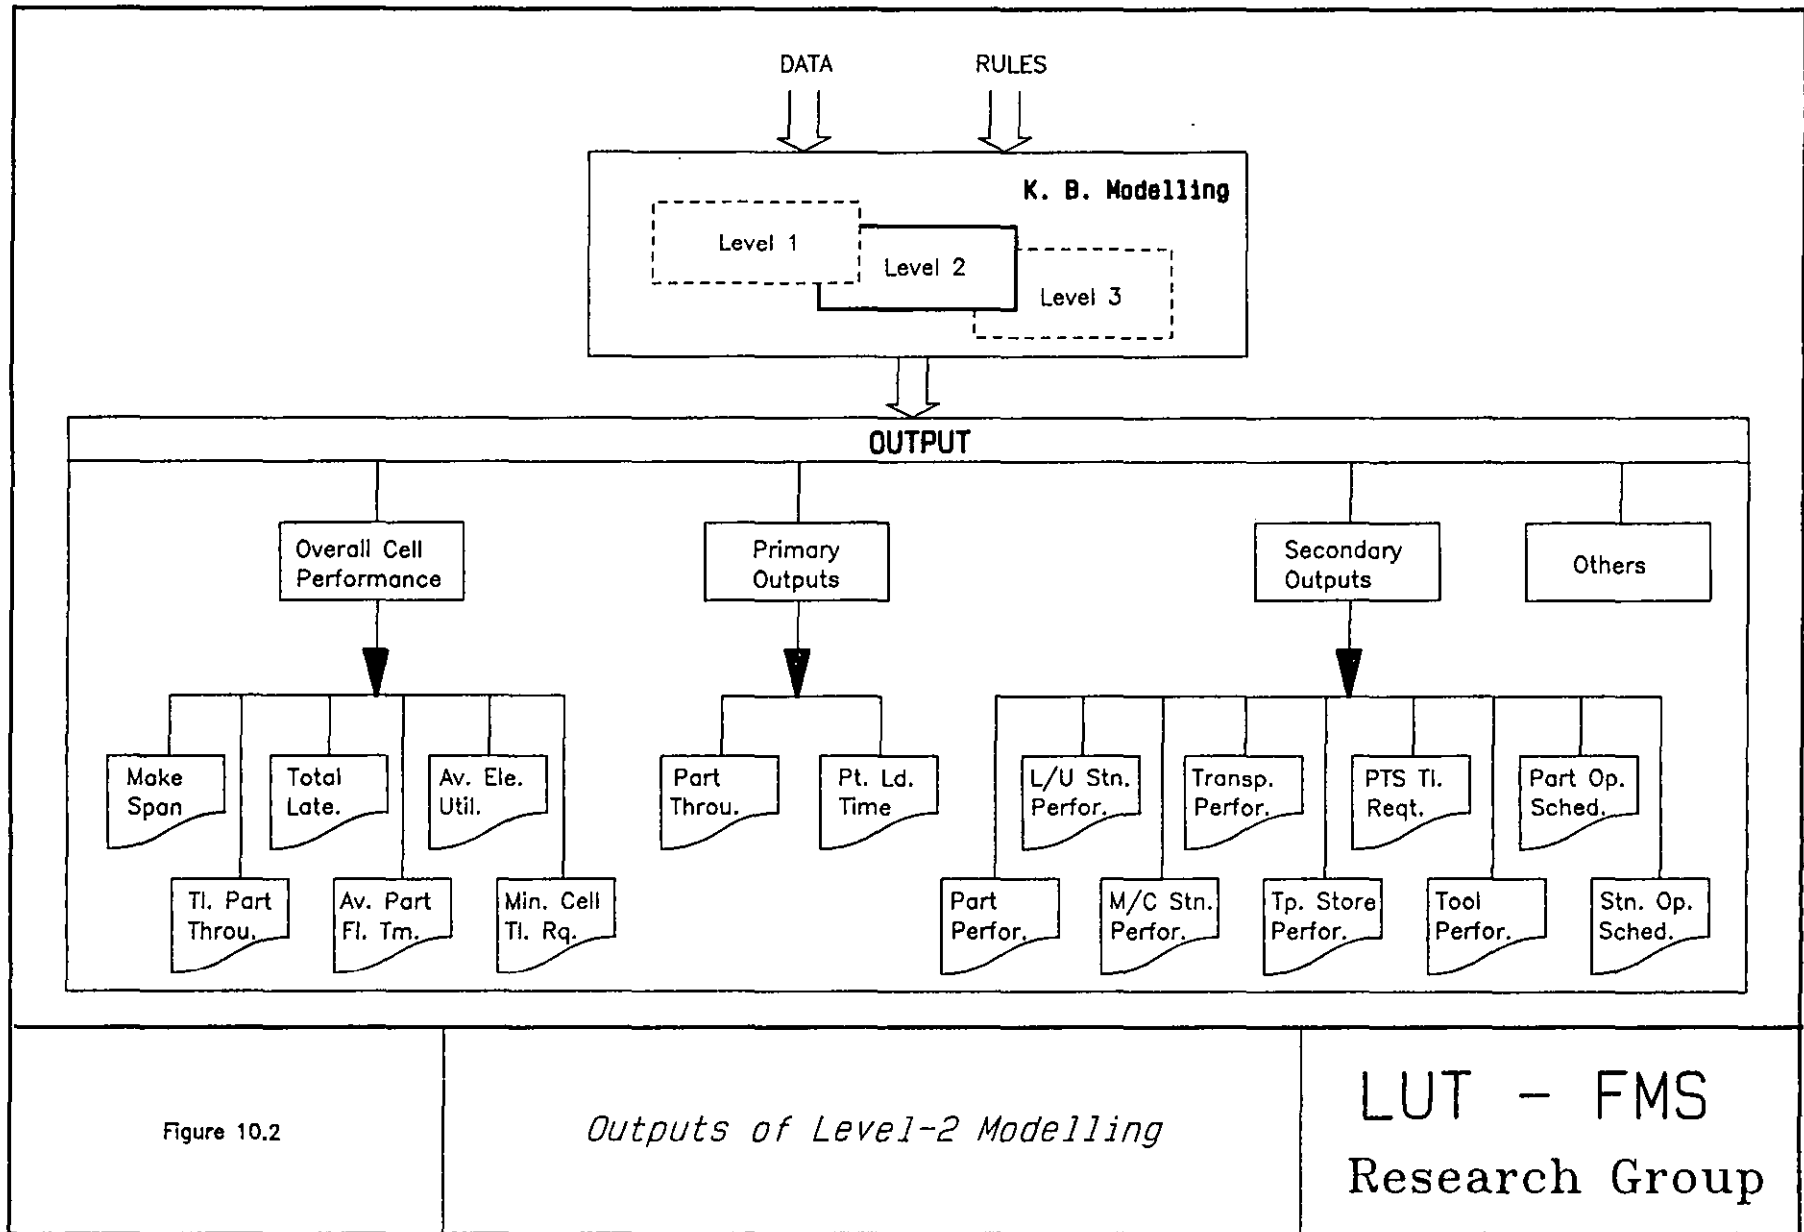 DATA RULES
K. B. Modelling
Level 1
Level 2
Level 3
OUTPUT
Overall Cell
Performance
Primary
Outputs
Secondary
Outputs
Others
Make
Span
Total
Late.
Av. Ele.
Util.
Part
Throu.
Pt. Ld.
Time
L/U Stn.
Perfor.
Transp.
Perfor.
PTS Tl.
Reqt.
Part Op.
Sched.
Tl. Part
Throu.
Av. Part
Fl. Tm.
Min. Cell
Tl. Rq.
Part
Perfor.
M/C Stn.
Perfor.
Tp. Store
Perfor.
Tool
Perfor.
Stn. Op.
Sched.
Figure 10.2
Outputs of Level-2 Modelling
LUT - FMS
Research Group